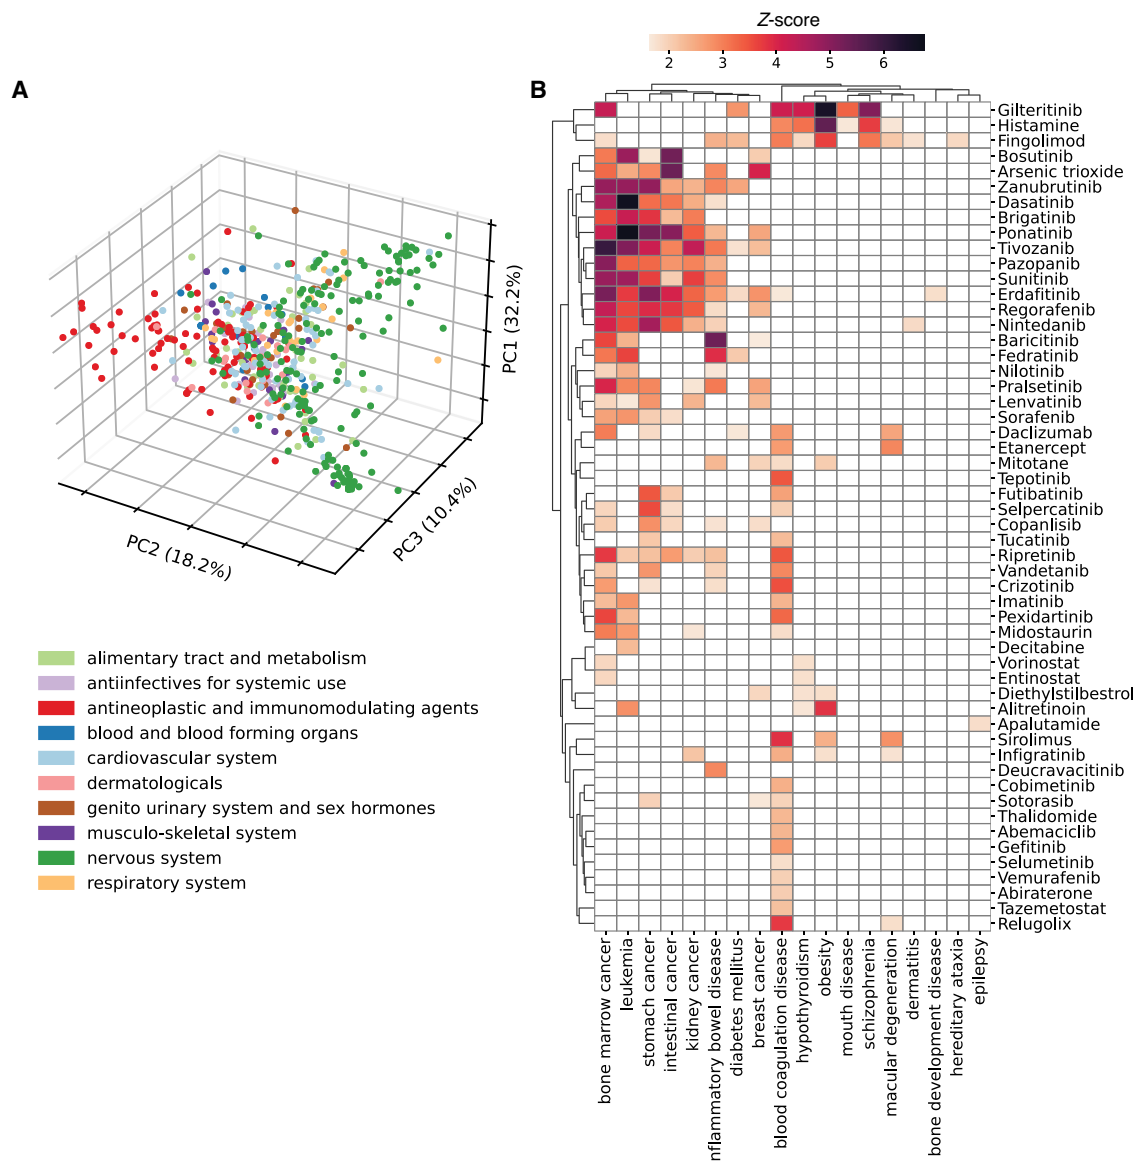 Z-score
2 3 4 5 6
A
B
PC1 (32.2%)
PC2 (18.2%)
PC3 (10.4%)
alimentary tract and metabolism
antiinfectives for systemic use
antineoplastic and immunomodulating agents
blood and blood forming organs
cardiovascular system
dermatologicals
genito urinary system and sex hormones
musculo-skeletal system
nervous system
respiratory system
Gilteritinib
Histamine
Fingolimod
Bosutinib
Arsenic trioxide
Zanubrutinib
Dasatinib
Brigatinib
Ponatinib
Tivozanib
Pazopanib
Sunitinib
Erdafitinib
Regorafenib
Nintedanib
Baricitinib
Fedratinib
Nilotinib
Pralsetinib
Lenvatinib
Sorafenib
Daclizumab
Etanercept
Mitotane
Tepotinib
Futibatinib
Selpercatinib
Copanlisib
Tucatinib
Ripretinib
Vandetanib
Crizotinib
Imatinib
Pexidartinib
Midostaurin
Decitabine
Vorinostat
Entinostat
Diethylstilbestrol
Alitretinoin
Apalutamide
Sirolimus
Infigratinib
Deucravacitinib
Cobimetinib
Sotorasib
Thalidomide
Abemaciclib
Gefitinib
Selumetinib
Vemurafenib
Abiraterone
Tazemetostat
Relugolix
bone marrow cancer
leukemia
stomach cancer
intestinal cancer
kidney cancer
nflammatory bowel disease
diabetes mellitus
breast cancer
blood coagulation disease
hypothyroidism
obesity
mouth disease
schizophrenia
macular degeneration
dermatitis
bone development disease
hereditary ataxia
epilepsy